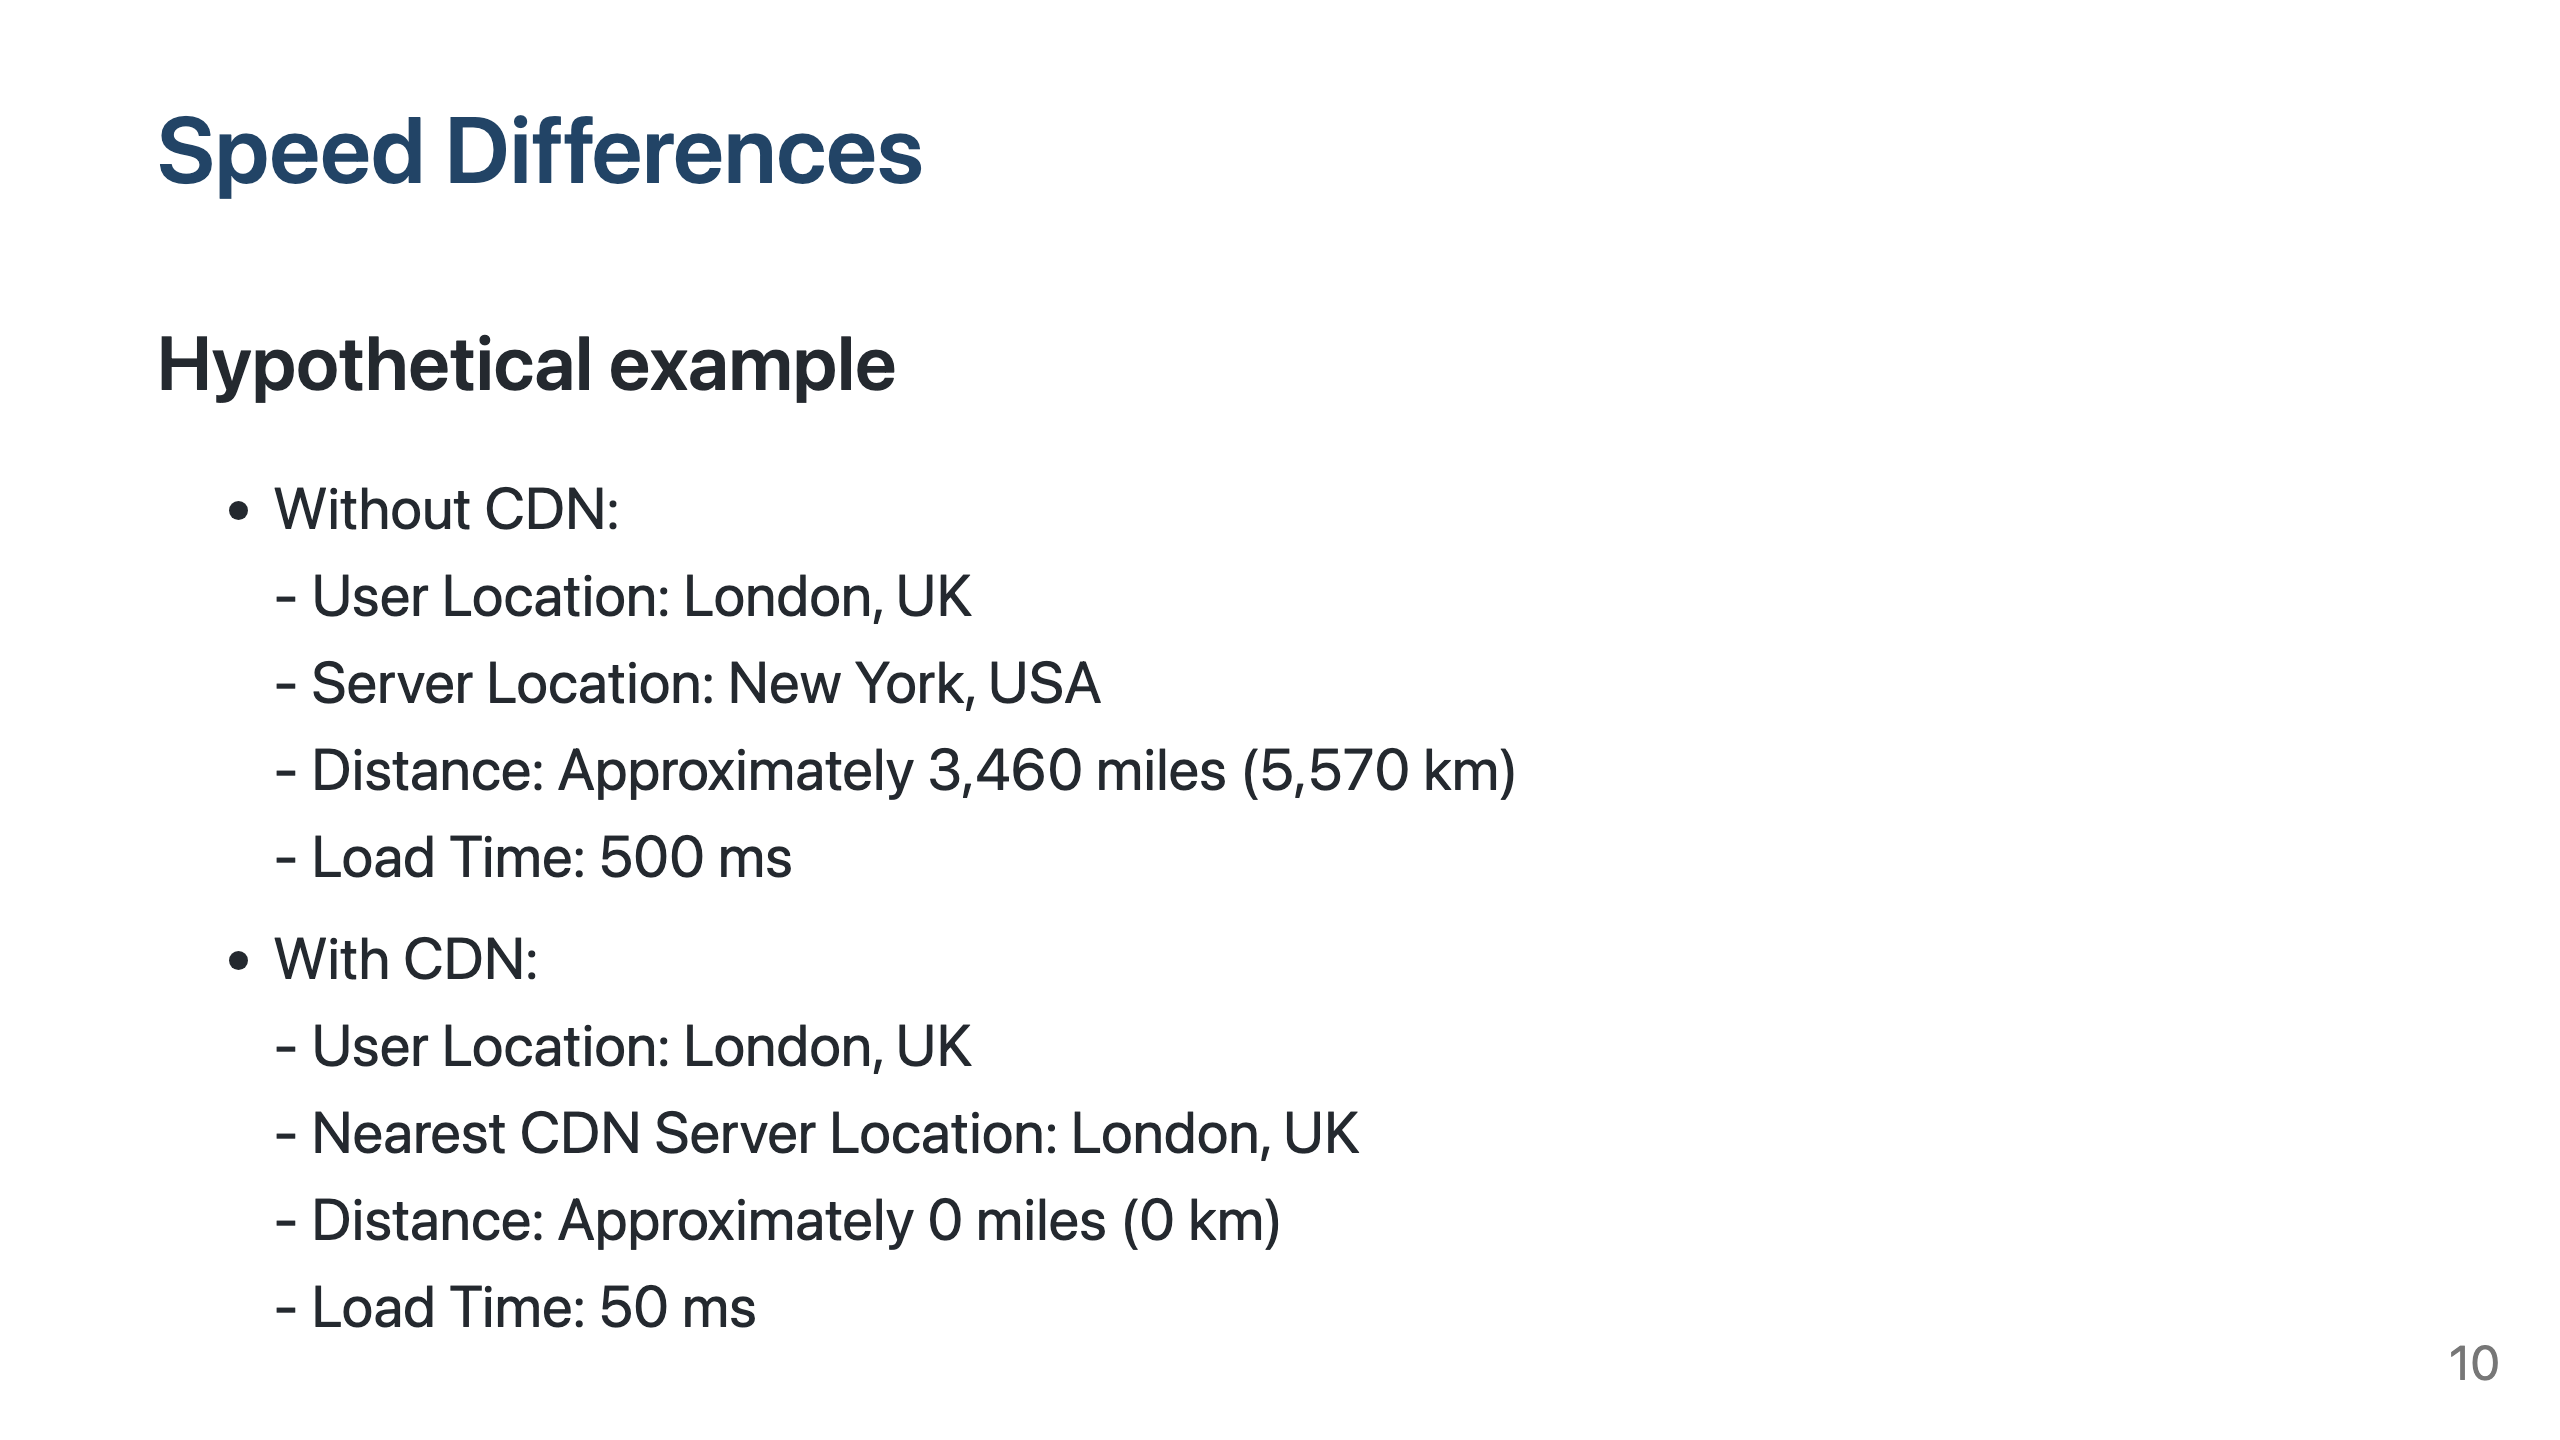 Speed Differences
Hypothetical example
• Without CDN:
- User Location: London, UK
- Server Location: New York, USA
- Distance: Approximately 3,460 miles (5,570 km)
- Load Time: 500 ms
• With CDN:
- User Location: London, UK
- Nearest CDN Server Location: London, UK
- Distance: Approximately 0 miles (0 km)
- Load Time: 50 ms
10